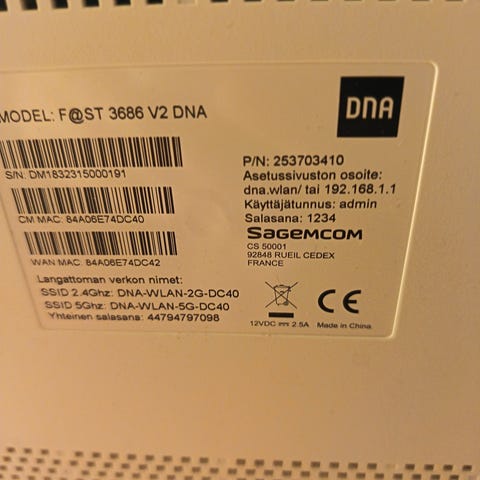 DNA
MODEL: F@ST 3686 V2 DNA
S/N: DM1832315000191
CM MAC: 84A06E74DC40
WAN MAC: 84A06E74DC42
Langattoman verkon nimet:
SSID 2.4Ghz: DNA-WLAN-2G-DC40
SSID 5Ghz: DNA-WLAN-5G-DC40
Yhteinen salasana: 44794797098
P/N: 253703410
Asetussivuston osoite:
dna.wlan/ tai 192.168.1.1
Käyttäjätunnus: admin
Salasana: 1234
SAGEMCOM
CS 50001
92848 RUEIL CEDEX
FRANCE
CE
12VDC ⎓ 2.5A Made in China